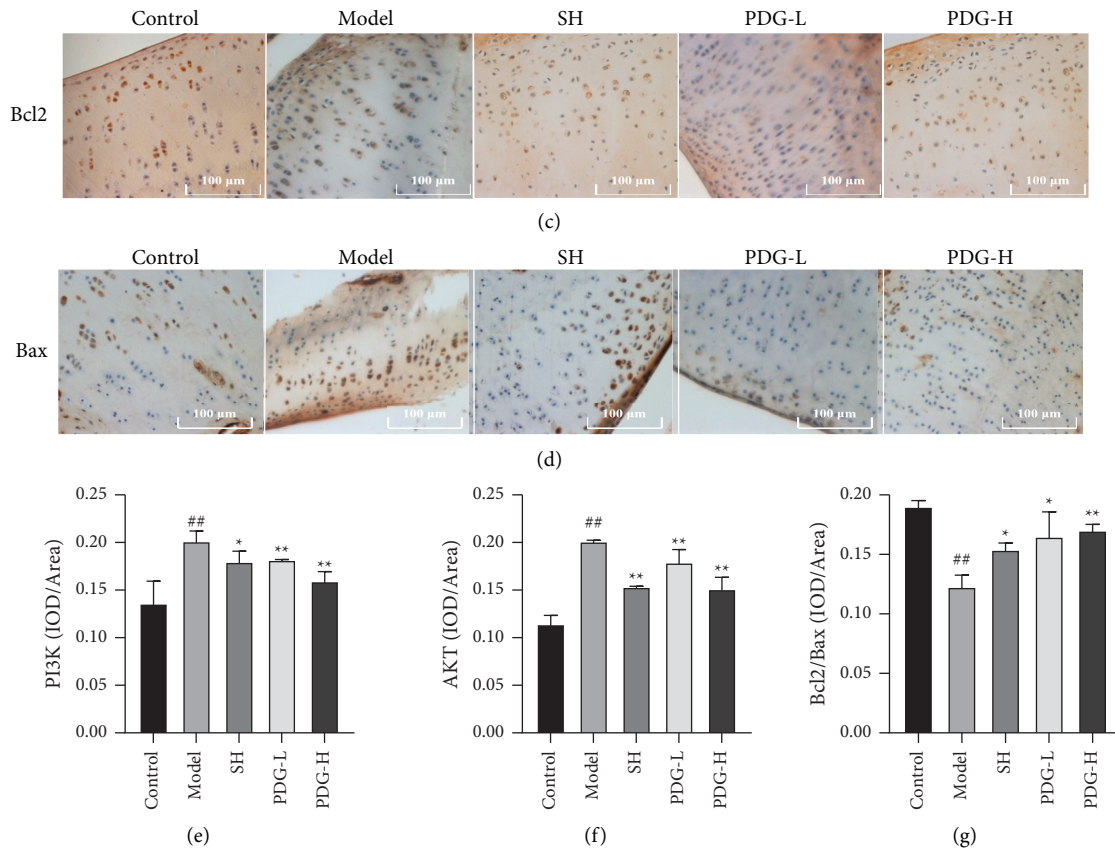 Control Model SH PDG-L PDG-H
Bcl2
100 μm 100 μm 100 μm 100 μm 100 μm
(c)
Control Model SH PDG-L PDG-H
Bax
100 μm 100 μm 100 μm 100 μm 100 μm
(d)
PI3K (IOD/Area)
0.25
0.20
0.15
0.10
0.05
0.00
##
*
**
**
Control
Model
SH
PDG-L
PDG-H
(e)
AKT (IOD/Area)
0.25
0.20
0.15
0.10
0.05
0.00
##
**
**
**
Control
Model
SH
PDG-L
PDG-H
(f)
Bcl2/Bax (IOD/Area)
0.20
0.15
0.10
0.05
0.00
##
*
*
**
Control
Model
SH
PDG-L
PDG-H
(g)